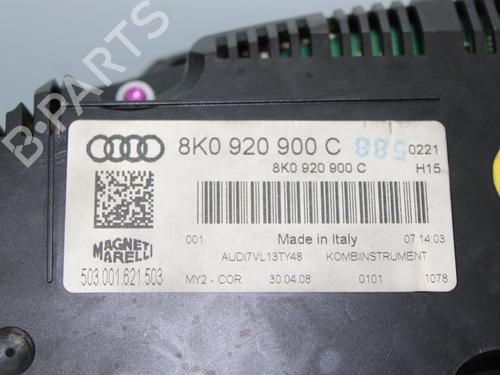 8K0 920 900 C
588
0221
8K0 920 900 C
H15
001
Made in Italy
07.14.03
AUDI7VL13TY48
KOMBIINSTRUMENT
MAGNETI
MARELLI
503.001.621.503
MY2 - COR
30.04.08
0101
1078
B-PARTS